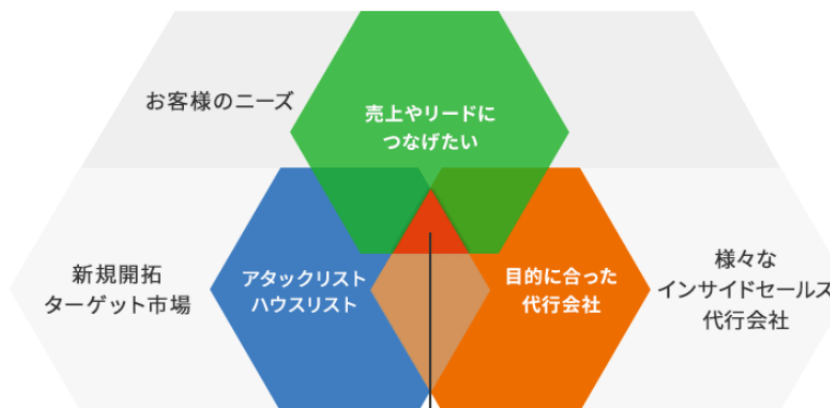 お客様のニーズ
売上やリードに
つなげたい
新規開拓
ターゲット市場
アタックリスト
ハウスリスト
目的に合った
代行会社
様々な
インサイドセールス
代行会社